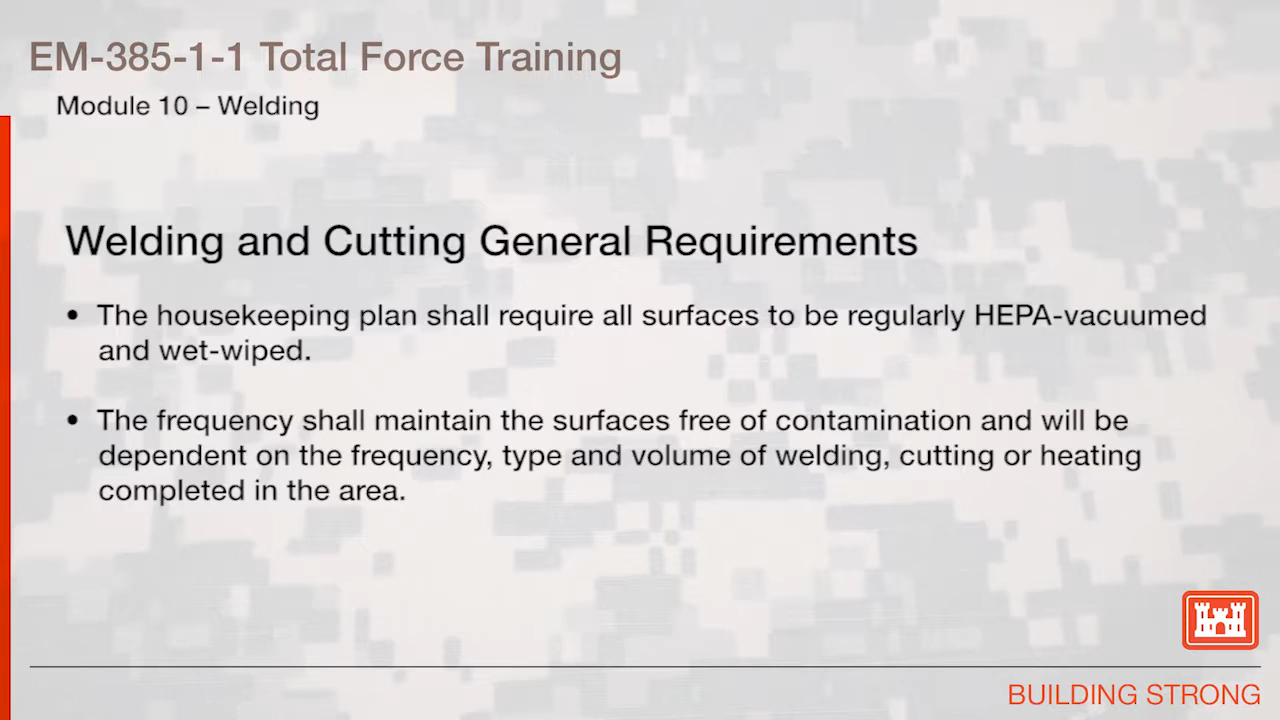 EM-385-1-1 Total Force Training
Module 10 – Welding
Welding and Cutting General Requirements
• The housekeeping plan shall require all surfaces to be regularly HEPA-vacuumed
and wet-wiped.
• The frequency shall maintain the surfaces free of contamination and will be
dependent on the frequency, type and volume of welding, cutting or heating
completed in the area.
BUILDING STRONG